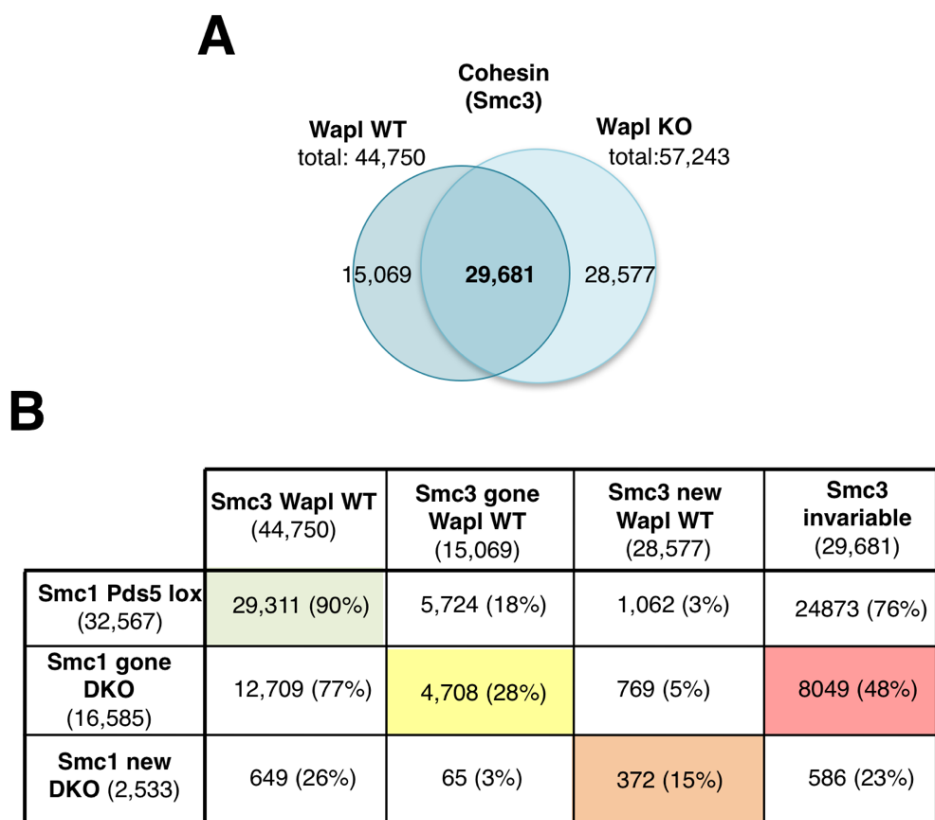 A
Cohesin
(Smc3)
Wapl WT
total: 44,750
Wapl KO
total:57,243
15,069
29,681
28,577
B
Smc3 Wapl WT
(44,750)
Smc3 gone
Wapl WT
(15,069)
Smc3 new
Wapl WT
(28,577)
Smc3
invariable
(29,681)
Smc1 Pds5 lox
(32,567)
29,311 (90%)
5,724 (18%)
1,062 (3%)
24873 (76%)
Smc1 gone
DKO
(16,585)
12,709 (77%)
4,708 (28%)
769 (5%)
8049 (48%)
Smc1 new
DKO (2,533)
649 (26%)
65 (3%)
372 (15%)
586 (23%)